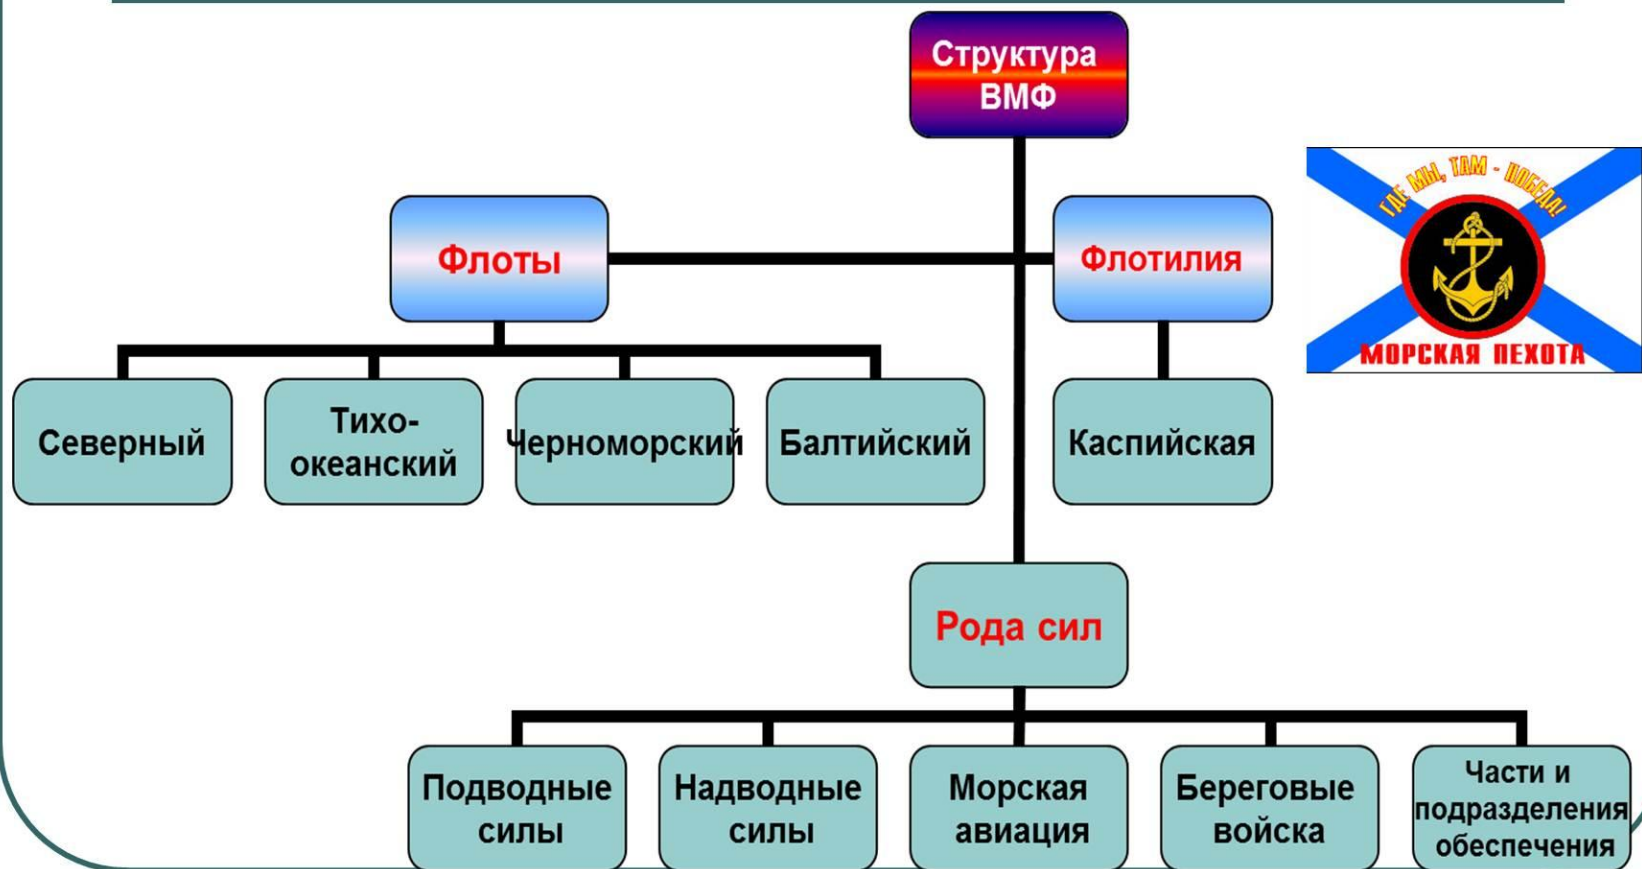 Структура
ВМФ
ГДЕ МЫ, ТАМ - ПОБЕДА!
МОРСКАЯ ПЕХОТА
Флоты
Флотилия
Северный
Тихо-
океанский
Черноморский
Балтийский
Каспийская
Рода сил
Подводные
силы
Надводные
силы
Морская
авиация
Береговые
войска
Части и
подразделения
обеспечения